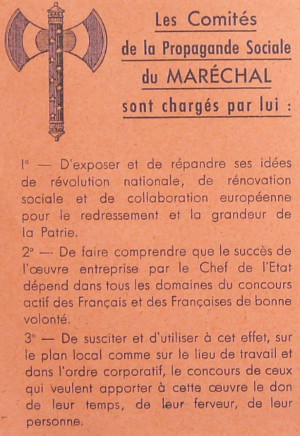 Les Comités
de la Propagande Sociale
du MARÉCHAL
sont chargés par lui :
1° — D'exposer et de répandre ses idées
de révolution nationale, de rénovation
sociale et de collaboration européenne
pour le redressement et la grandeur de
la Patrie.
2° — De faire comprendre que le succès de
l'œuvre entreprise par le Chef de l'Etat
dépend dans tous les domaines du concours
actif des Français et des Françaises de bonne
volonté.
3° — De susciter et d'utiliser à cet effet, sur
le plan local comme sur le lieu de travail et
dans l'ordre corporatif, le concours de ceux
qui veulent apporter à cette œuvre le don
de leur temps, de leur ferveur, de leur
personne.